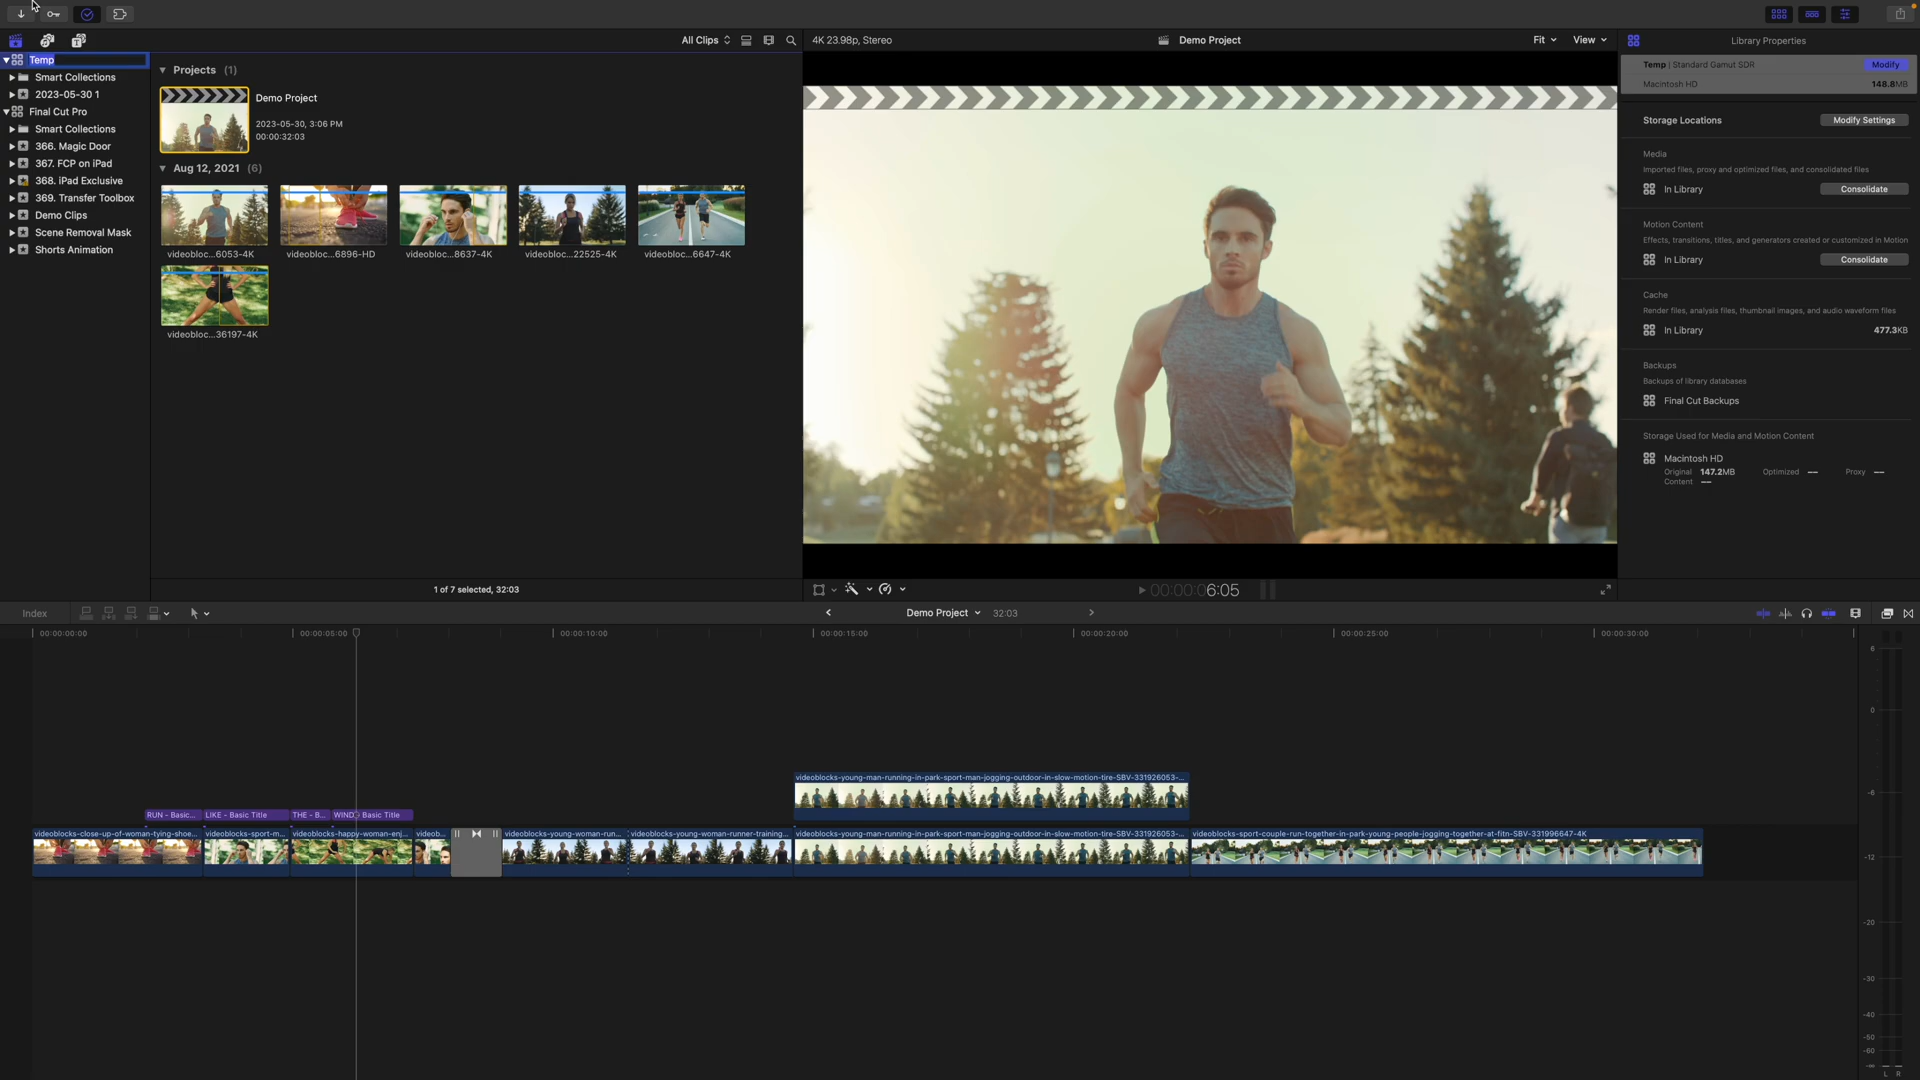 All Clips
4K 23.98p, Stereo
Demo Project
Fit
View
Library Properties
Temp
Smart Collections
2023-05-30 1
Final Cut Pro
Smart Collections
366. Magic Door
367. FCP on iPad
368. iPad Exclusive
369. Transfer Toolbox
Demo Clips
Scene Removal Mask
Shorts Animation
Projects (1)
Demo Project
2023-05-30, 3:06 PM
00:00:32:03
Aug 12, 2021 (6)
videobloc...6053-4K
videobloc...6896-HD
videobloc...8637-4K
videobloc...22525-4K
videobloc...6647-4K
videobloc...36197-4K
1 of 7 selected, 32:03
00:00:00:06:05
Temp | Standard Gamut SDR
Modify
Macintosh HD
148.8MB
Storage Locations
Modify Settings
Media
Imported files, proxy and optimized files, and consolidated files
In Library
Consolidate
Motion Content
Effects, transitions, titles, and generators created or customized in Motion
In Library
Consolidate
Cache
Render files, analysis files, thumbnail images, and audio waveform files
In Library
477.3KB
Backups
Backups of library databases
Final Cut Backups
Storage Used for Media and Motion Content
Macintosh HD
Original 147.2MB Optimized — Proxy —
Content —
Index
Demo Project
32:03
00:00:00:00
00:00:05:00
00:00:10:00
00:00:15:00
00:00:20:00
00:00:25:00
00:00:30:00
videoblocks-young-man-running-in-park-sport-man-jogging-outdoor-in-slow-motion-tire-SBV-331926053-...
RUN - Basic...
LIKE - Basic Title
THE - B...
WIND - Basic Title
videoblocks-close-up-of-woman-tying-shoe...
videoblocks-sport-m...
videoblocks-happy-woman-enj...
videob...
videoblocks-young-woman-run...
videoblocks-young-woman-runner-training...
videoblocks-young-man-running-in-park-sport-man-jogging-outdoor-in-slow-motion-tire-SBV-331926053-...
videoblocks-sport-couple-run-together-in-park-young-people-jogging-together-at-fitn-SBV-331996647-4K
6
0
-6
-12
-20
-30
-40
-50
-60
-∞
L R